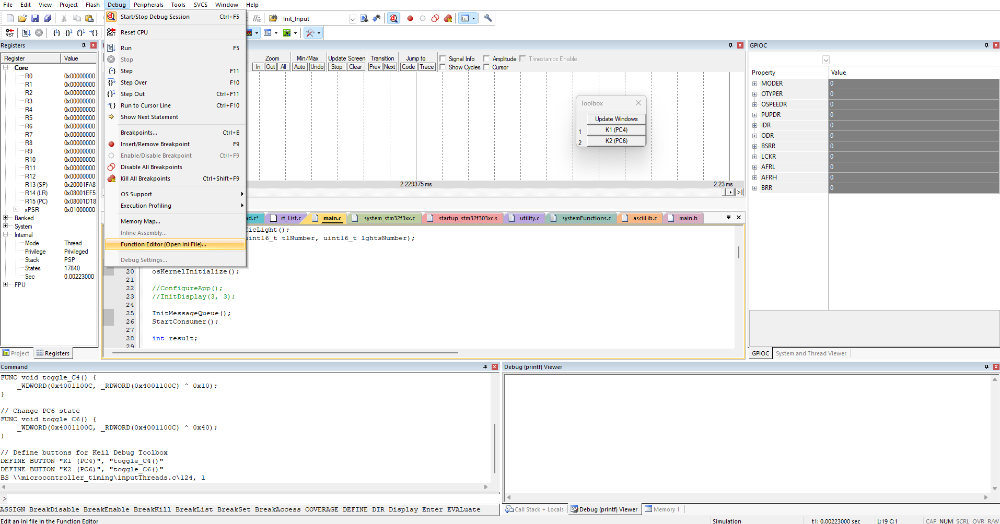 File Edit View Project Flash Debug Peripherals Tools SVCS Window Help
Init_Input
Start/Stop Debug Session Ctrl+F5
Reset CPU
Run F5
Stop
Step F11
Step Over F10
Step Out Ctrl+F11
Run to Cursor Line Ctrl+F10
Show Next Statement
Breakpoints... Ctrl+B
Insert/Remove Breakpoint F9
Enable/Disable Breakpoint Ctrl+F9
Disable All Breakpoints
Kill All Breakpoints Ctrl+Shift+F9
OS Support
Execution Profiling
Memory Map...
Inline Assembly...
Function Editor (Open Ini File)...
Debug Settings...
Registers
Register Value
Core
R0 0x00000000
R1 0x00000000
R2 0x00000000
R3 0x00000000
R4 0x00000000
R5 0x00000000
R6 0x00000000
R7 0x00000000
R8 0x00000000
R9 0x00000000
R10 0x00000000
R11 0x00000000
R12 0x00000000
R13 (SP) 0x20001FA8
R14 (LR) 0x08001EF5
R15 (PC) 0x08001D18
xPSR 0x01000000
Banked
System
Internal
Mode Thread
Privilege Privileged
Stack PSP
States 17840
Sec 0.00223000
FPU
Project Registers
Zoom Min/Max Update Screen Transition Jump to
In Out All Auto Undo Stop Clear Prev Next Code Trace
Signal Info Amplitude Timestamps Enable
Show Cycles Cursor
Toolbox
Update Windows
1 K1 (PC4)
2 K2 (PC6)
2.229375 ms 2.23 ms
ad.c* rt_List.c main.c system_stm32f3xx.c startup_stm32f303xc.s utility.c systemFunctions.c asciiLib.c main.h
ficLight();
uint16_t tlNumber, uint16_t lghtsNumber);
20 osKernelInitialize();
21
22 //ConfigureApp();
23 //InitDisplay(3, 3);
24
25 InitMessageQueue();
26 StartConsumer();
27
28 int result;
29
GPIOC
Property Value
MODER 0
OTYPER 0
OSPEEDR 0
PUPDR 0
IDR 0
ODR 0
BSRR 0
LCKR 0
AFRL 0
AFRH 0
BRR 0
GPIOC System and Thread Viewer
Command
FUNC void toggle_C4() {
_WDWORD(0x4001100C, _RDWORD(0x4001100C) ^ 0x10);
}
// Change PC6 state
FUNC void toggle_C6() {
_WDWORD(0x4001100C, _RDWORD(0x4001100C) ^ 0x40);
}
// Define buttons for Keil Debug Toolbox
DEFINE BUTTON "K1 (PC4)", "toggle_C4()"
DEFINE BUTTON "K2 (PC6)", "toggle_C6()"
BS \\microcontroller_timing\inputThreads.c\124, 1
>
ASSIGN BreakDisable BreakEnable BreakKill BreakList BreakSet BreakAccess COVERAGE DEFINE DIR Display Enter EVALuate
Debug (printf) Viewer
Call Stack + Locals Debug (printf) Viewer Memory 1
Edit an ini file in the Function Editor Simulation t1: 0.00223000 sec L:19 C:1 CAP NUM SCRL OVR R/W